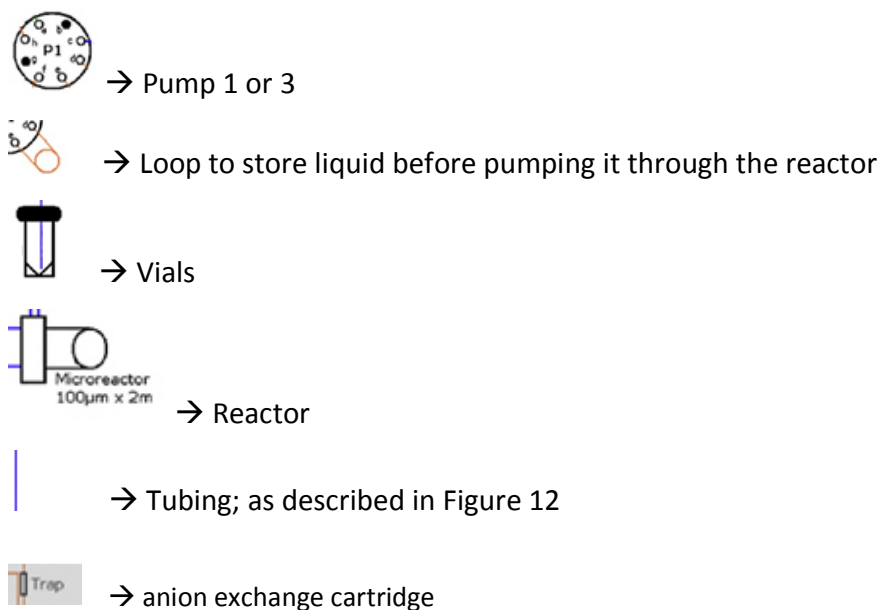 a b
h P1 c
g d
f e
→ Pump 1 or 3
→ Loop to store liquid before pumping it through the reactor
→ Vials
Microreactor
100µm x 2m
→ Reactor
→ Tubing; as described in Figure 12
Trap
→ anion exchange cartridge